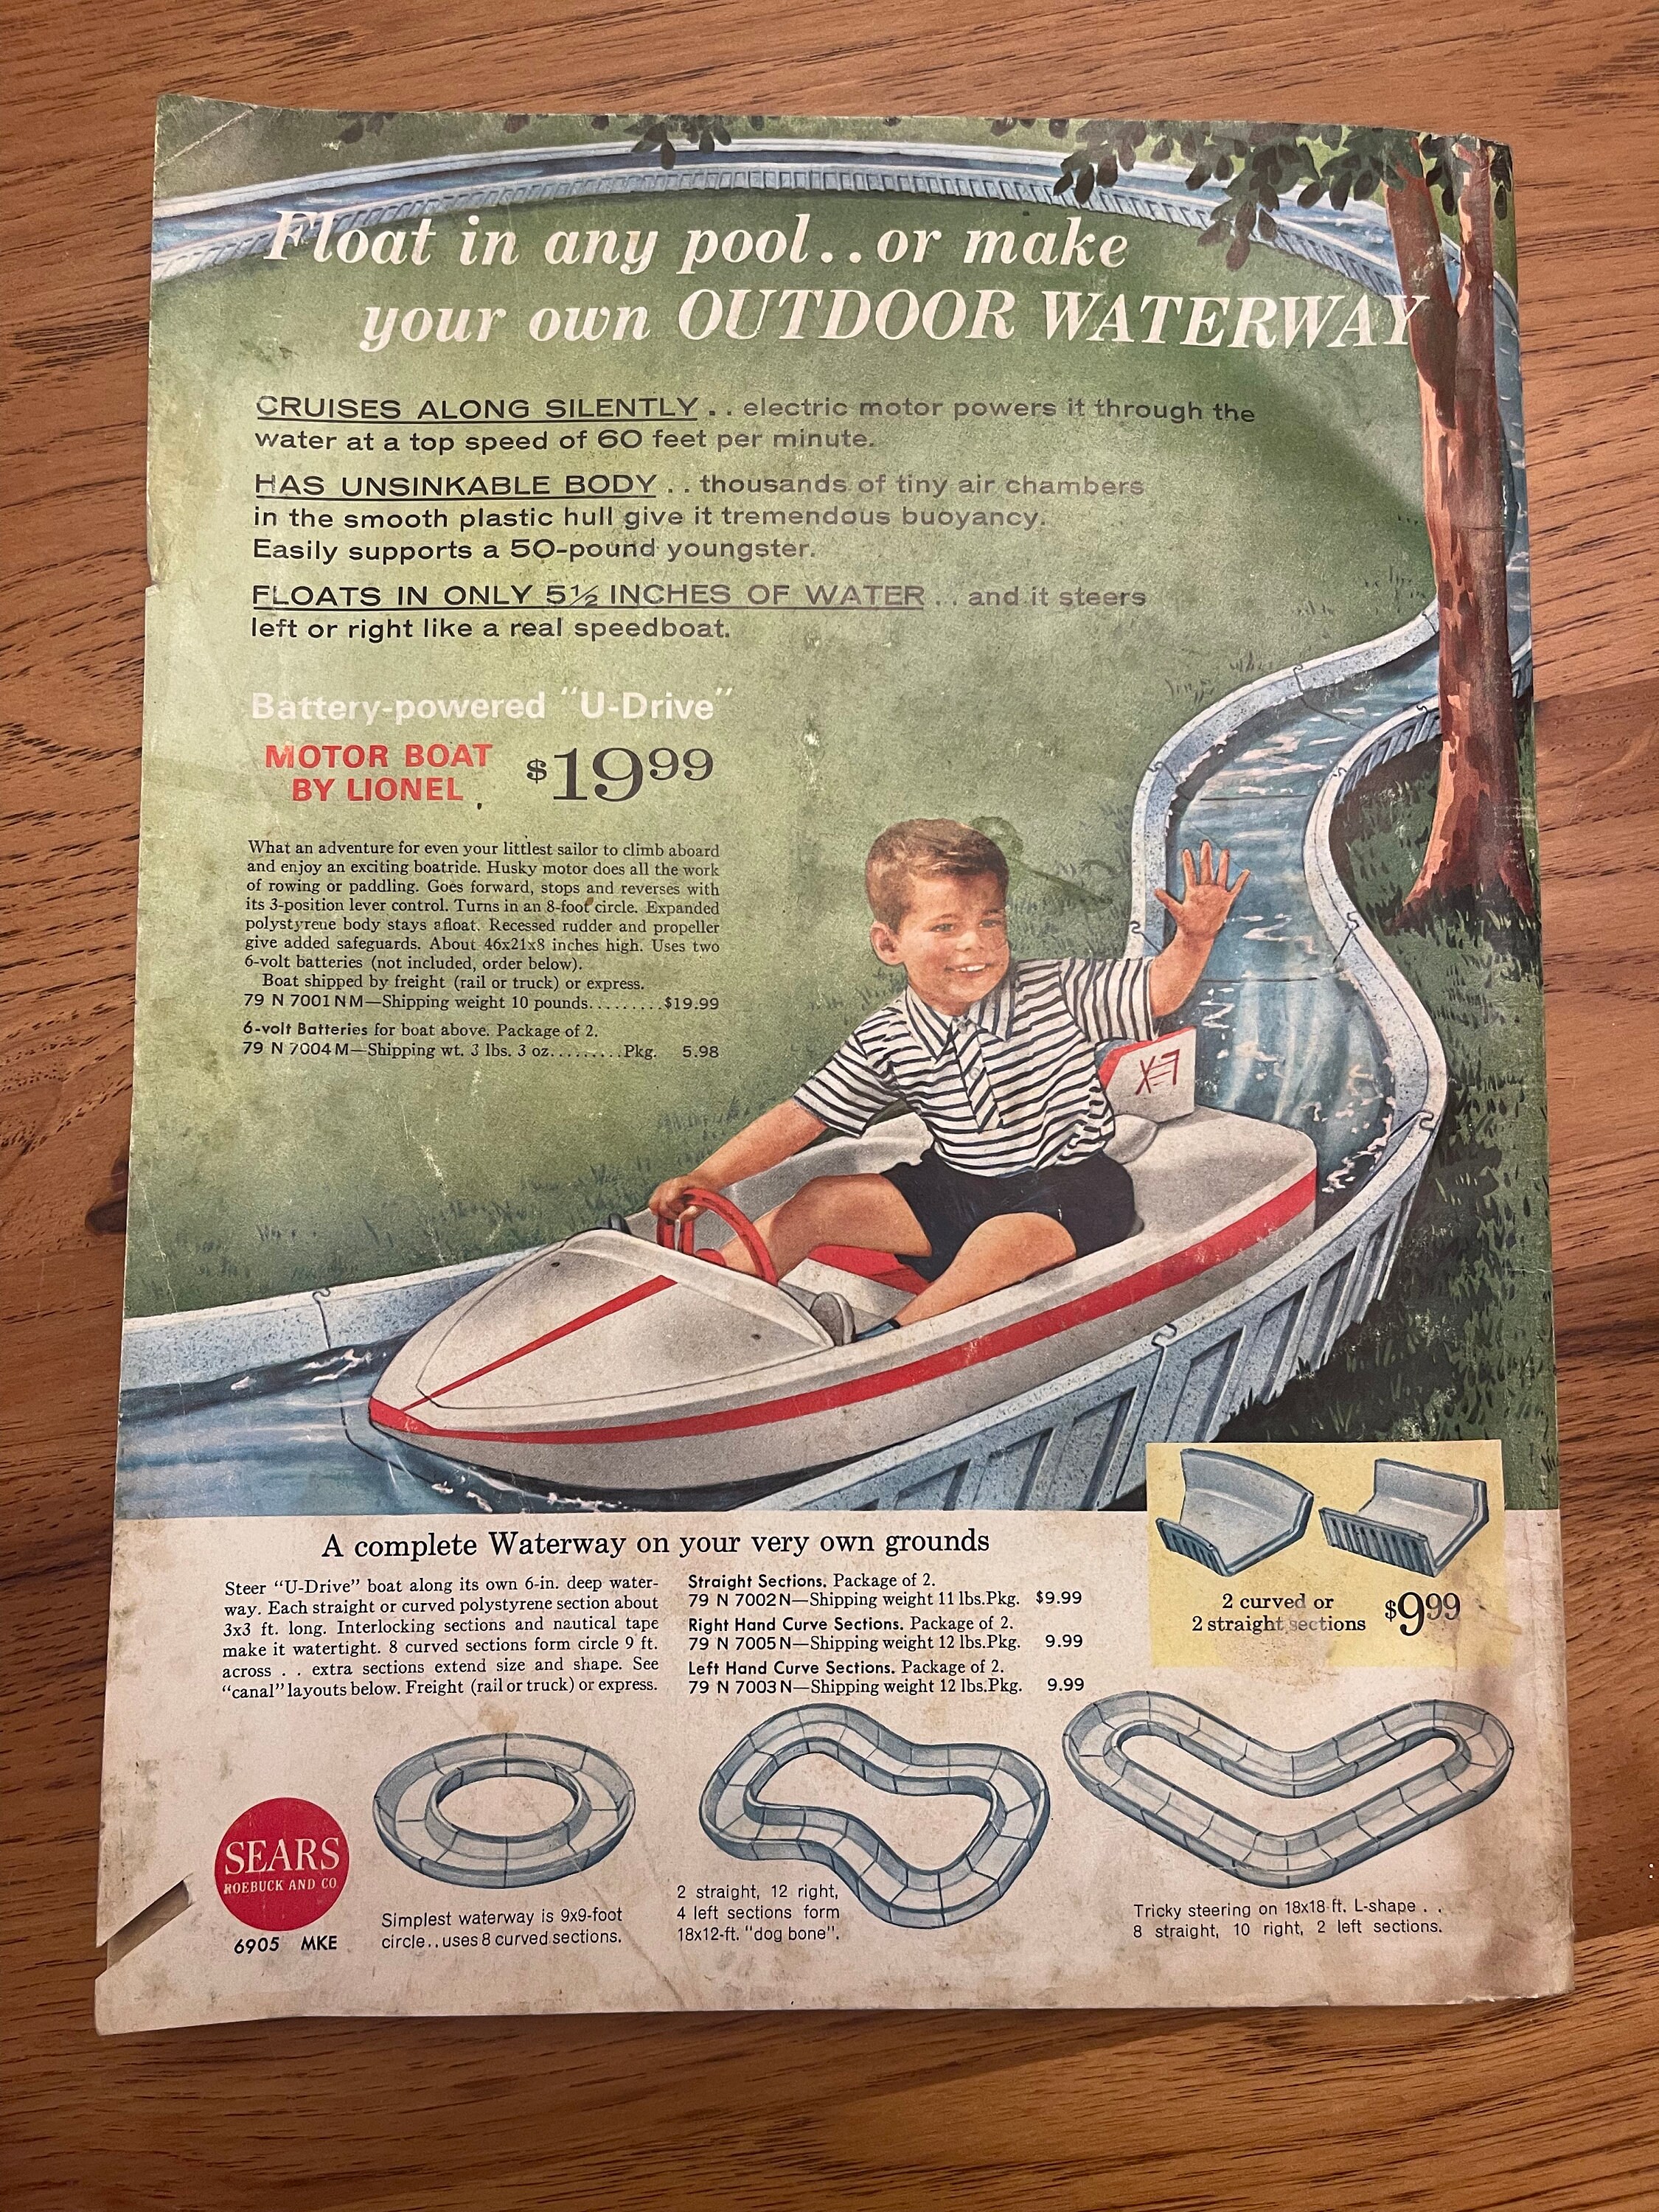 Float in any pool..or make
your own OUTDOOR WATERWAY
CRUISES ALONG SILENTLY .. electric motor powers it through the
water at a top speed of 60 feet per minute.
HAS UNSINKABLE BODY .. thousands of tiny air chambers
in the smooth plastic hull give it tremendous buoyancy.
Easily supports a 50-pound youngster.
FLOATS IN ONLY 5½ INCHES OF WATER .. and it steers
left or right like a real speedboat.
Battery-powered "U-Drive"
MOTOR BOAT
BY LIONEL
$19.99
What an adventure for even your littlest sailor to climb aboard
and enjoy an exciting boatride. Husky motor does all the work
of rowing or paddling. Goes forward, stops and reverses with
its 3-position lever control. Turns in an 8-foot circle. Expanded
polystyrene body stays afloat. Recessed rudder and propeller
give added safeguards. About 46x21x8 inches high. Uses two
6-volt batteries (not included, order below).
Boat shipped by freight (rail or truck) or express.
79 N 7001NM—Shipping weight 10 pounds.........$19.99
6-volt Batteries for boat above. Package of 2.
79 N 7004M—Shipping wt. 3 lbs. 3 oz.........Pkg. 5.98
A complete Waterway on your very own grounds
Steer "U-Drive" boat along its own 6-in. deep water-
way. Each straight or curved polystyrene section about
3x3 ft. long. Interlocking sections and nautical tape
make it watertight. 8 curved sections form circle 9 ft.
across . . extra sections extend size and shape. See
"canal" layouts below. Freight (rail or truck) or express.
Straight Sections. Package of 2.
79 N 7002N—Shipping weight 11 lbs.Pkg. $9.99
Right Hand Curve Sections. Package of 2.
79 N 7005N—Shipping weight 12 lbs.Pkg. 9.99
Left Hand Curve Sections. Package of 2.
79 N 7003N—Shipping weight 12 lbs.Pkg. 9.99
2 curved or
2 straight sections
$9.99
SEARS
ROEBUCK AND CO.
6905 MKE
Simplest waterway is 9x9-foot
circle..uses 8 curved sections.
2 straight, 12 right,
4 left sections form
18x12-ft. "dog bone".
Tricky steering on 18x18-ft. L-shape . .
8 straight, 10 right, 2 left sections.